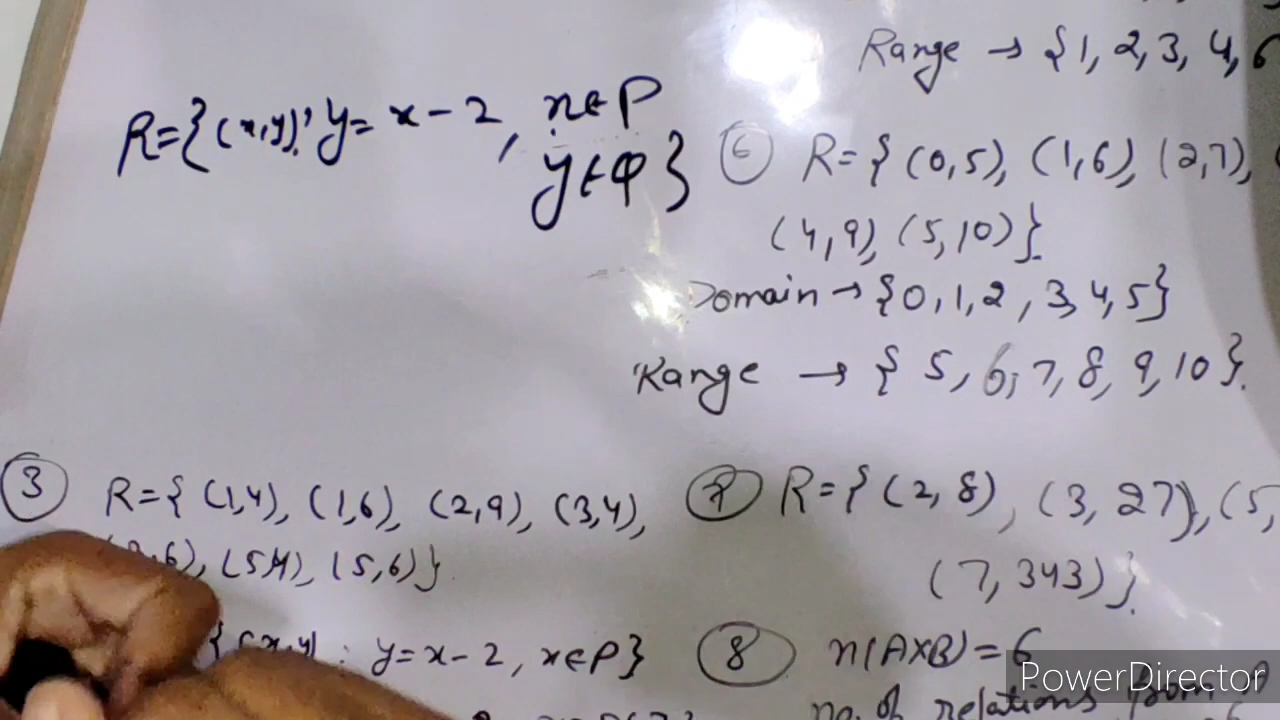 Range → {1, 2, 3, 4, 6
R={(x,y): y= x-2, x∈P
y∈Q}
⑥ R= { (0,5), (1,6), (2,7),
(4,9), (5,10)}.
Domain → {0,1,2,3,4,5}
Range → { 5, 6, 7, 8, 9, 10}.
③ R={ (1,4), (1,6), (2,9), (3,4),
6), (5,4), (5,6)}.
{(x,y) : y=x-2, x∈P}
⑦ R={ (2,8), (3, 27), (5,
(7, 343)}.
⑧ n(A×B)=6
no. of relations from
PowerDirector